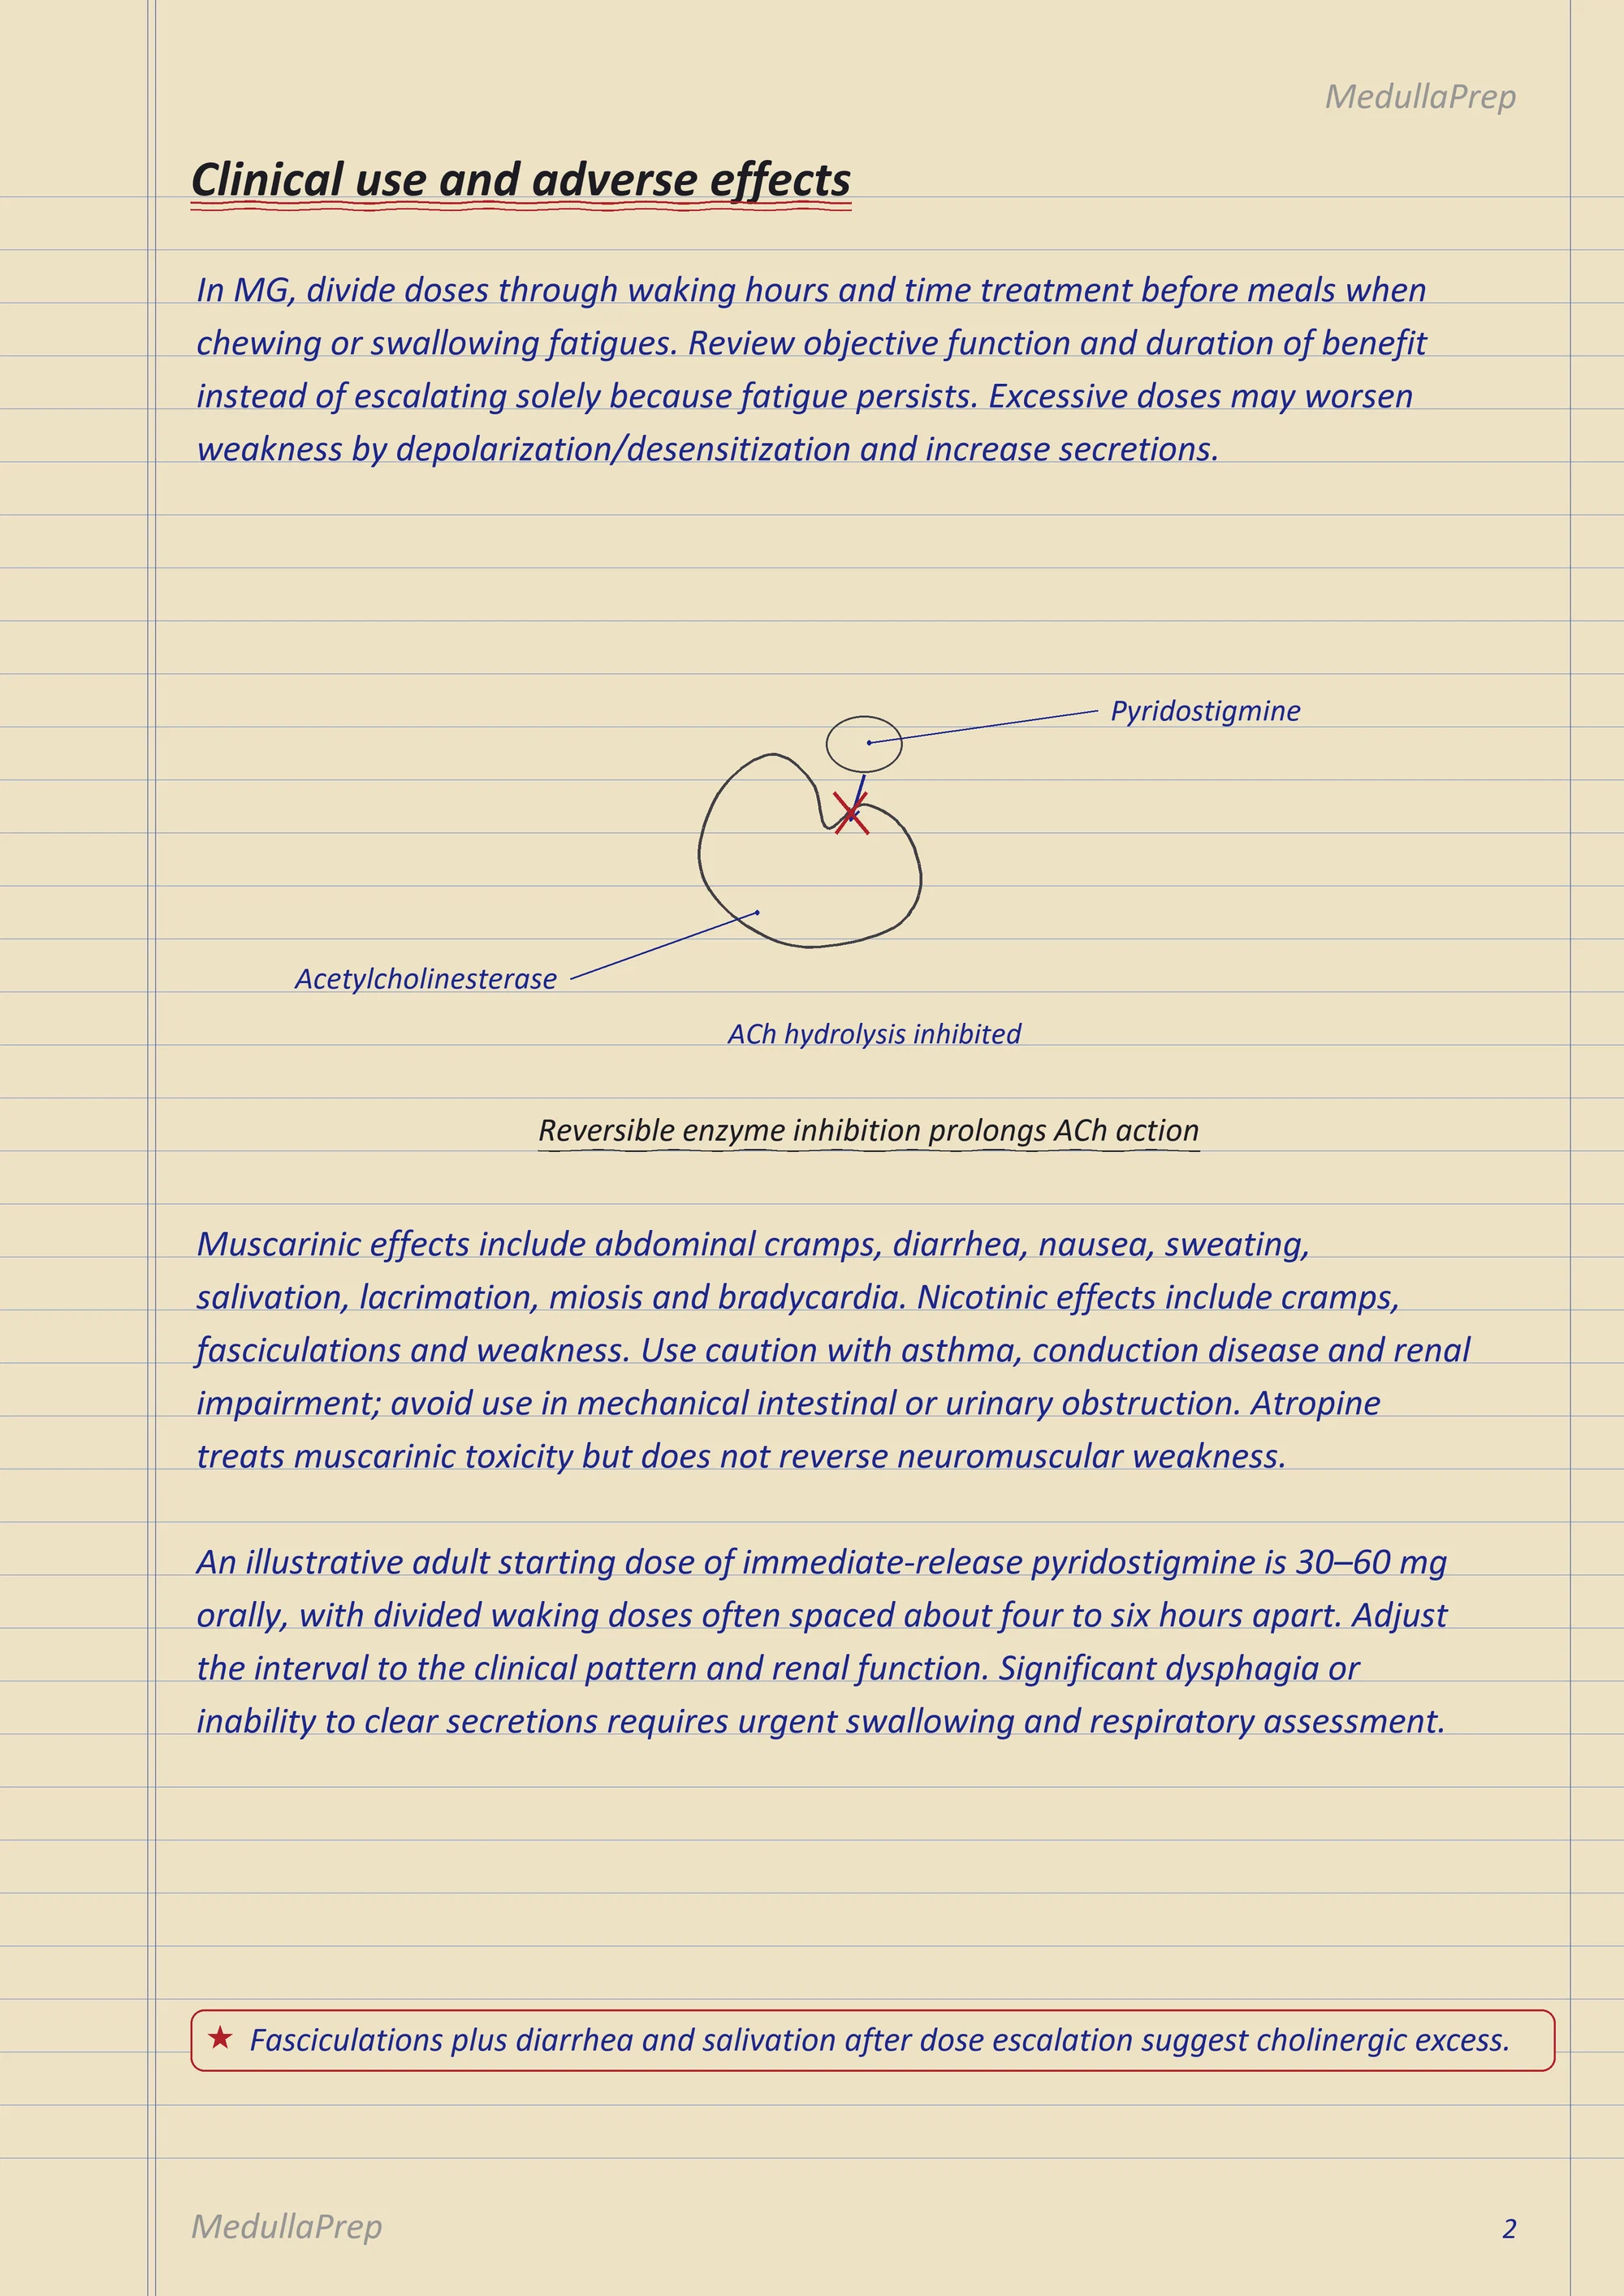 MedullaPrep
Clinical use and adverse effects
In MG, divide doses through waking hours and time treatment before meals when
chewing or swallowing fatigues. Review objective function and duration of benefit
instead of escalating solely because fatigue persists. Excessive doses may worsen
weakness by depolarization/desensitization and increase secretions.
Pyridostigmine
Acetylcholinesterase
ACh hydrolysis inhibited
Reversible enzyme inhibition prolongs ACh action
Muscarinic effects include abdominal cramps, diarrhea, nausea, sweating,
salivation, lacrimation, miosis and bradycardia. Nicotinic effects include cramps,
fasciculations and weakness. Use caution with asthma, conduction disease and renal
impairment; avoid use in mechanical intestinal or urinary obstruction. Atropine
treats muscarinic toxicity but does not reverse neuromuscular weakness.
An illustrative adult starting dose of immediate-release pyridostigmine is 30–60 mg
orally, with divided waking doses often spaced about four to six hours apart. Adjust
the interval to the clinical pattern and renal function. Significant dysphagia or
inability to clear secretions requires urgent swallowing and respiratory assessment.
★ Fasciculations plus diarrhea and salivation after dose escalation suggest cholinergic excess.
MedullaPrep
2